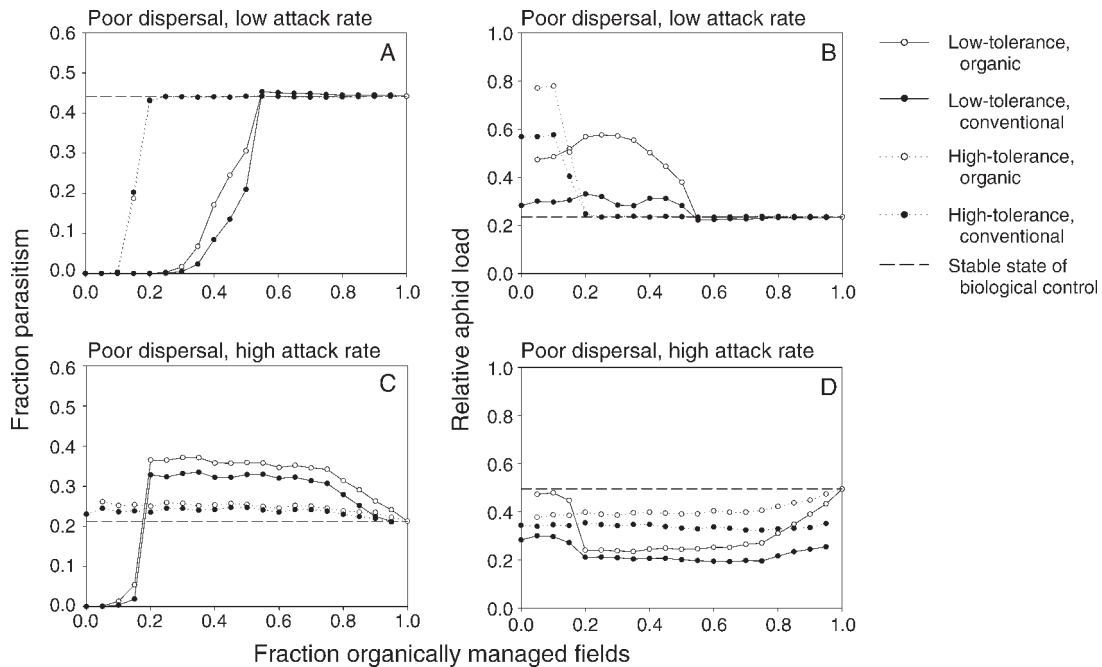 Poor dispersal, low attack rate
A
0.6
0.5
0.4
0.3
0.2
0.1
0.0
0.0 0.2 0.4 0.6 0.8 1.0
Poor dispersal, low attack rate
B
1.0
0.8
0.6
0.4
0.2
0.0
0.0 0.2 0.4 0.6 0.8 1.0
Low-tolerance,
organic
Low-tolerance,
conventional
High-tolerance,
organic
High-tolerance,
conventional
Stable state of
biological control
Fraction parasitism
Relative aphid load
Poor dispersal, high attack rate
C
0.6
0.5
0.4
0.3
0.2
0.1
0.0
0.0 0.2 0.4 0.6 0.8 1.0
Poor dispersal, high attack rate
D
1.0
0.8
0.6
0.4
0.2
0.0
0.0 0.2 0.4 0.6 0.8 1.0
Fraction organically managed fields